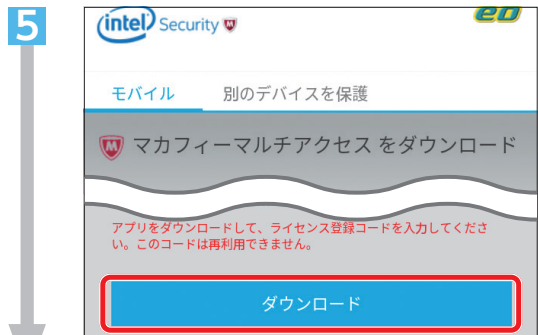 5
intel Security
eo
モバイル 別のデバイスを保護
マカフィーマルチアクセス をダウンロード
アプリをダウンロードして、ライセンス登録コードを入力してくださ
い。このコードは再利用できません。
ダウンロード